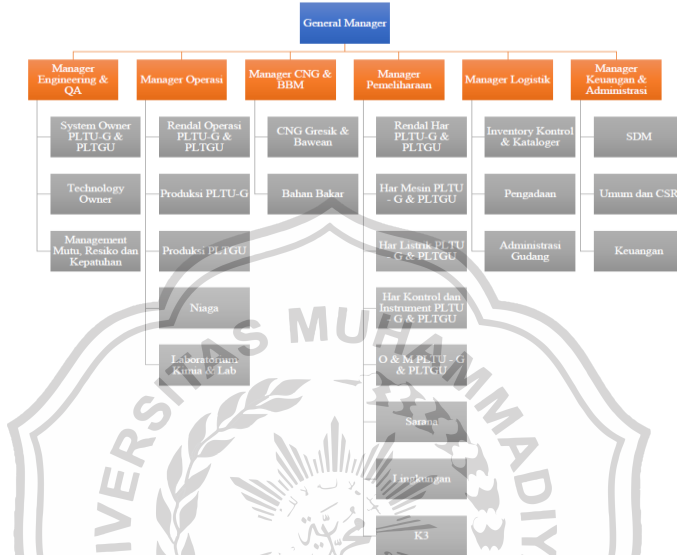 General Manager
Manager
Engineering &
QA
Manager Operasi
Manager CNG &
BBM
Manager
Pemeliharaan
Manager Logistik
Manager
Keuangan &
Administrasi
System Owner
PLTU-G &
PLTGU
Technology
Owner
Management
Mutu, Resiko dan
Kepatuhan
Rendal Operasi
PLTU-G &
PLTGU
Produksi PLTU-G
Produksi PLTGU
Niaga
Laboratorium
Kimia & Lab
CNG Gresik &
Bawean
Bahan Bakar
Rendal Har
PLTU-G &
PLTGU
Har Mesin PLTU
- G & PLTGU
Har Listrik PLTU
- G & PLTGU
Har Kontrol dan
Instrument PLTU
- G & PLTGU
O & M PLTU - G
& PLTGU
Sarana
Lingkungan
K3
Inventory Kontrol
& Kataloger
Pengadaan
Administrasi
Gudang
SDM
Umum dan CSR
Keuangan
VERSITAS MUHAMMADIY